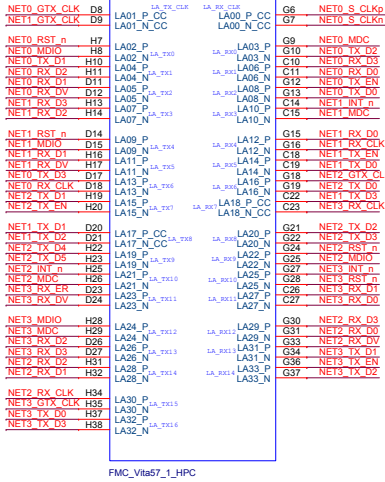 NET0_GTX_CLK D8 LA01_P_CC LA_TX_CLK LA_RX_CLK LA00_P_CC G6 NET0_S_CLKp
NET1_GTX_CLK D9 LA01_N_CC LA00_N_CC G7 NET0_S_CLKn
NET0_RST_n H7 LA02_P LA03_P G9 NET0_MDC
NET0_MDIO H8 LA02_N LA_TX0 LA_RX0 LA03_N G10 NET0_TX_D2
NET0_TX_D1 H10 LA04_P LA06_P C10 NET0_RX_D3
NET0_RX_D2 H11 LA04_N LA_TX1 LA_RX1 LA06_N C11 NET0_RX_D0
NET0_RX_D1 D11 LA05_P LA08_P G12 NET0_TX_EN
NET0_RX_DV D12 LA05_N LA_TX2 LA_RX2 LA08_N G13 NET0_TX_D0
NET1_RX_D3 H13 LA07_P LA10_P C14 NET1_INT_n
NET1_RX_D2 H14 LA07_N LA_TX3 LA_RX3 LA10_N C15 NET1_MDC
NET1_RST_n D14 LA09_P LA12_P G15 NET1_RX_D0
NET1_MDIO D15 LA09_N LA_TX4 LA_RX4 LA12_N G16 NET1_RX_CLK
NET1_RX_D1 H16 LA11_P LA14_P C18 NET1_TX_EN
NET1_RX_DV H17 LA11_N LA_TX5 LA_RX5 LA14_N C19 NET1_TX_D0
NET0_TX_D3 D17 LA13_P LA16_P G18 NET2_GTX_CL
NET0_RX_CLK D18 LA13_N LA_TX6 LA_RX6 LA16_N G19 NET2_TX_D0
NET2_TX_D1 H19 LA15_P LA18_P_CC C22 NET1_TX_D3
NET2_TX_EN H20 LA15_N LA_TX7 LA_RX7 LA18_N_CC C23 NET3_RX_CLK
NET1_TX_D1 D20 LA17_P_CC LA20_P G21 NET2_TX_D2
NET1_TX_D2 D21 LA17_N_CC LA_TX8 LA_RX8 LA20_N G22 NET2_TX_D3
NET2_TX_D4 H22 LA19_P LA22_P G24 NET2_RST_n
NET2_TX_D5 H23 LA19_N LA_TX9 LA_RX9 LA22_N G25 NET2_MDIO
NET2_INT_n H25 LA21_P LA25_P G27 NET3_INT_n
NET2_MDC H26 LA21_N LA_TX10 LA_RX10 LA25_N G28 NET3_RST_n
NET3_RX_ER D23 LA23_P LA27_P C26 NET3_RX_D1
NET3_RX_DV D24 LA23_N LA_TX11 LA_RX11 LA27_N C27 NET3_RX_D0
NET3_MDIO H28 LA24_P LA29_P G30 NET2_RX_D3
NET3_MDC H29 LA24_N LA_TX12 LA_RX12 LA29_N G31 NET2_RX_D0
NET3_RX_D2 D26 LA26_P LA31_P G33 NET2_RX_DV
NET3_RX_D3 D27 LA26_N LA_TX13 LA_RX13 LA31_N G34 NET3_TX_D1
NET2_RX_D2 H31 LA28_P LA33_P G36 NET3_TX_EN
NET2_RX_D1 H32 LA28_N LA_TX14 LA_RX14 LA33_N G37 NET3_TX_D2
NET2_RX_CLK H34 LA30_P
NET3_GTX_CLK H35 LA30_N LA_TX15
NET3_TX_D0 H37 LA32_P
NET3_TX_D3 H38 LA32_N LA_TX16
FMC_Vita57_1_HPC